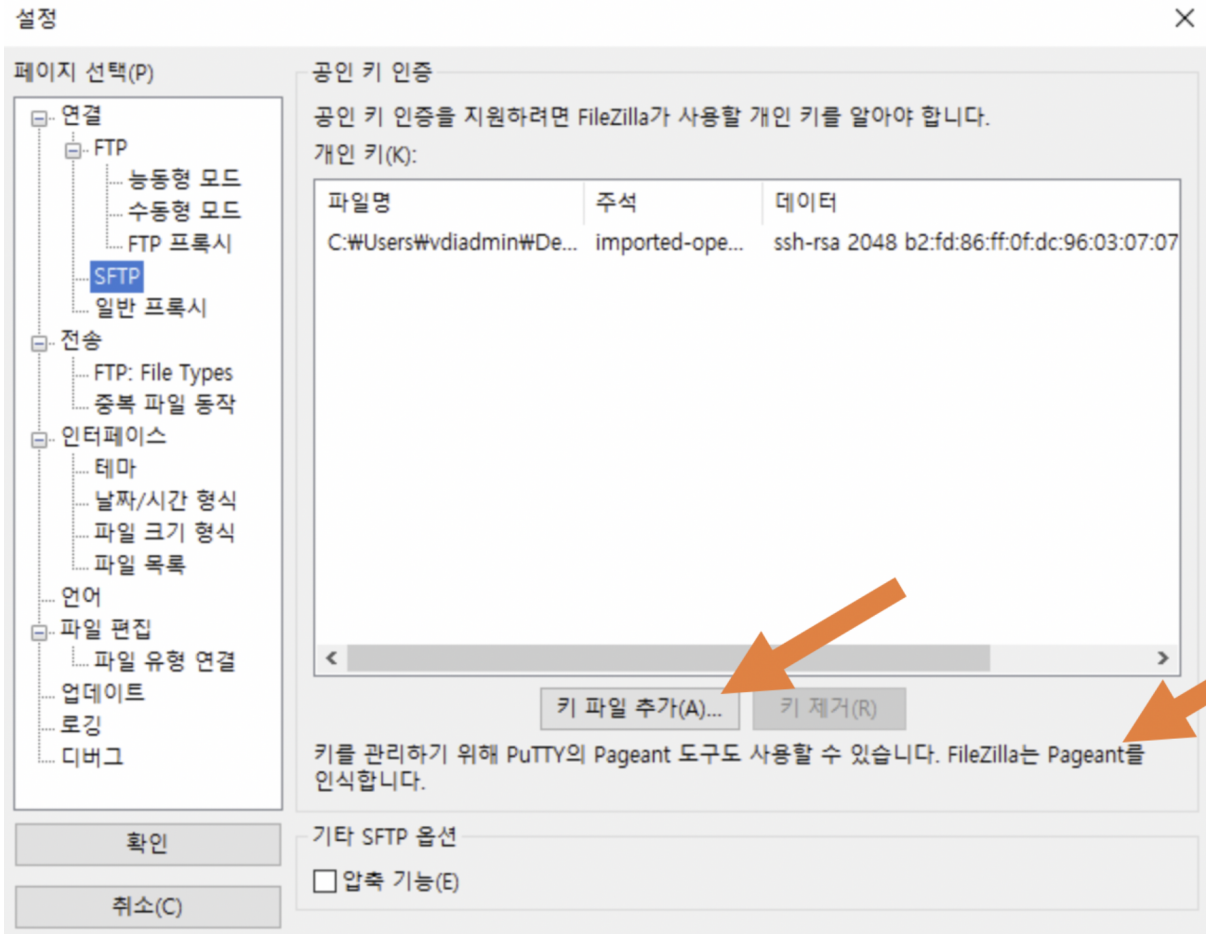 설정
페이지 선택(P)
연결
FTP
능동형 모드
수동형 모드
FTP 프록시
SFTP
일반 프록시
전송
FTP: File Types
중복 파일 동작
인터페이스
테마
날짜/시간 형식
파일 크기 형식
파일 목록
언어
파일 편집
파일 유형 연결
업데이트
로깅
디버그
확인
취소(C)
공인 키 인증
공인 키 인증을 지원하려면 FileZilla가 사용할 개인 키를 알아야 합니다.
개인 키(K):
파일명 주석 데이터
C:₩Users₩vdiadmin₩De... imported-ope... ssh-rsa 2048 b2:fd:86:ff:0f:dc:96:03:07:07
키 파일 추가(A)... 키 제거(R)
키를 관리하기 위해 PuTTY의 Pageant 도구도 사용할 수 있습니다. FileZilla는 Pageant를
인식합니다.
기타 SFTP 옵션
압축 기능(E)